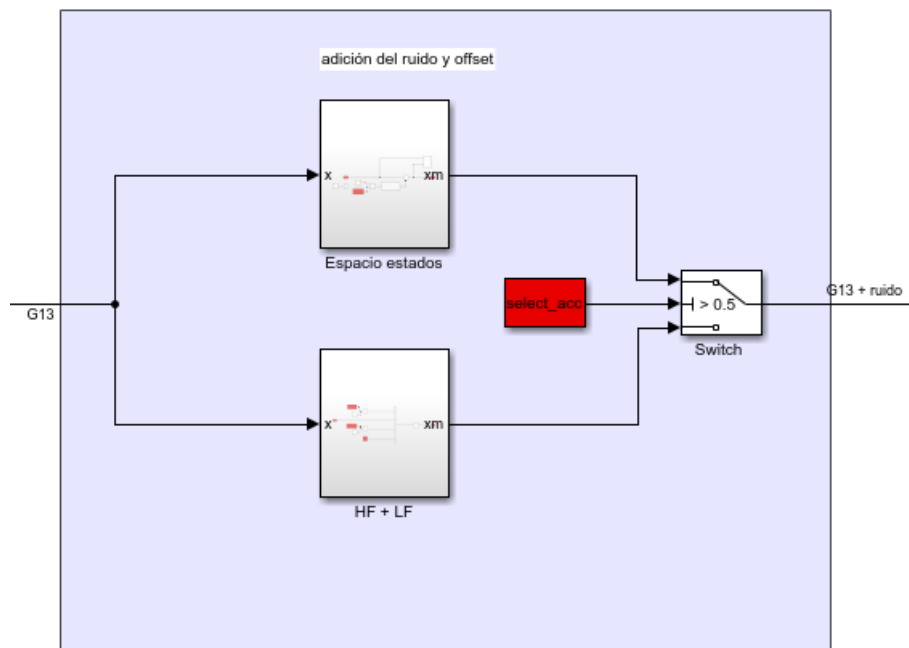 adición del ruido y offset
x
xm
Espacio estados
G13
select_acc
> 0.5
G13 + ruido
Switch
x
xm
HF + LF